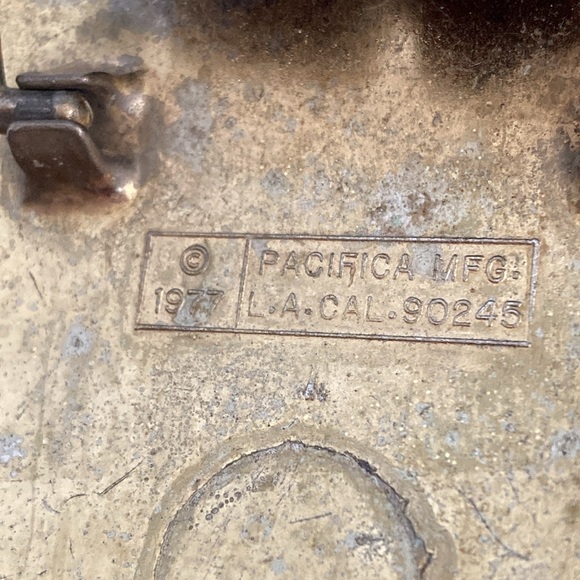 ©
1977
PACIFICA MFG.
L.A. CAL. 90245